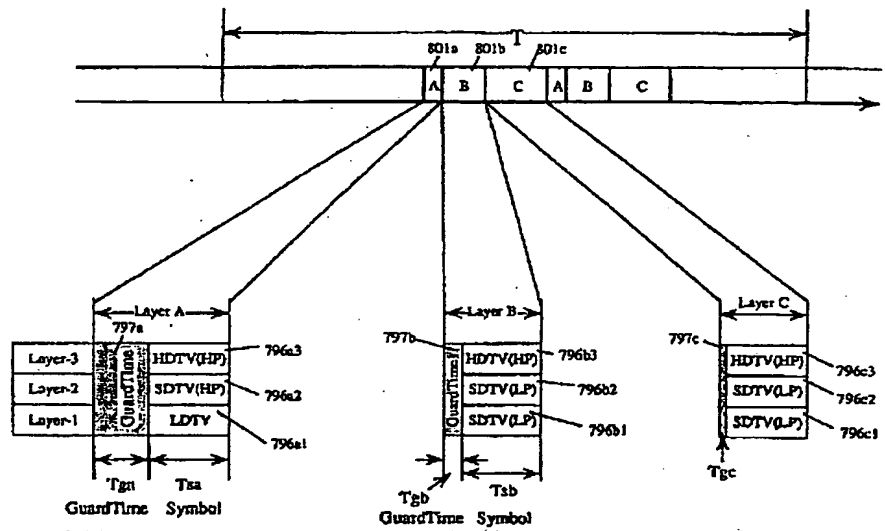 T
801a 801b 801c
A B C A B C
Layer A Layer B Layer C
797a 797b 797c
Layer-3 HDTV(HP) 796a3 HDTV(HP) 796b3 HDTV(HP) 796c3
Layer-2 GuardTime SDTV(HP) 796a2 GuardTime SDTV(LP) 796b2 SDTV(LP) 796c2
Layer-1 LDTV 796a1 SDTV(LP) 796b1 SDTV(LP) 796c1
Tga Tsa Tgb Tsb Tgc
GuardTime Symbol GuardTime Symbol